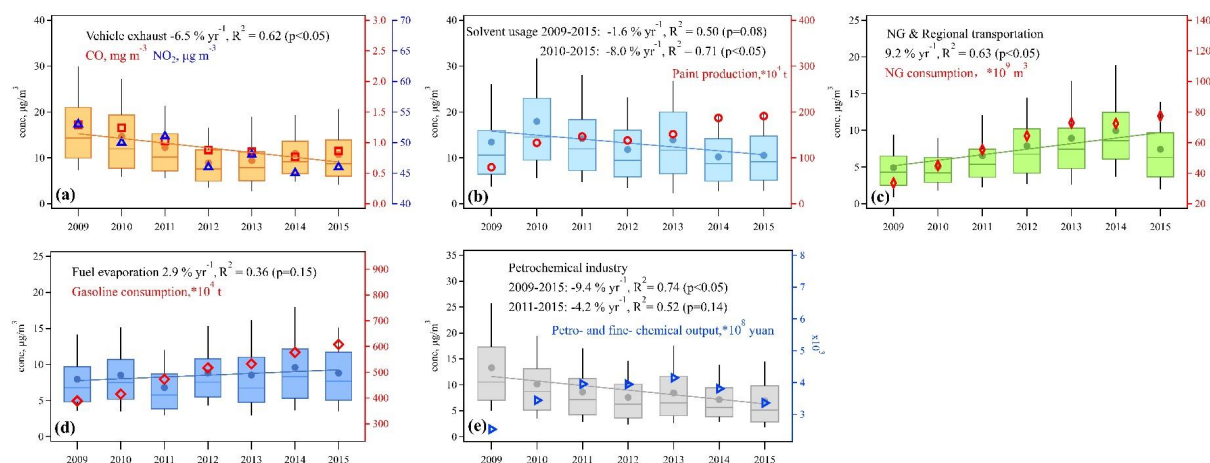 conc, μg/m³
40
30
20
10
0
Vehicle exhaust -6.5 % yr⁻¹, R² = 0.62 (p<0.05)
CO, mg m⁻³ NO₂, μg m⁻³
(a)
3.0
2.5
2.0
1.5
1.0
0.5
0.0
70
65
60
55
50
45
40
2009 2010 2011 2012 2013 2014 2015
conc, μg/m³
40
30
20
10
0
Solvent usage 2009-2015: -1.6 % yr⁻¹, R² = 0.50 (p=0.08)
2010-2015: -8.0 % yr⁻¹, R² = 0.71 (p<0.05)
Paint production,*10⁴ t
(b)
400
300
200
100
0
2009 2010 2011 2012 2013 2014 2015
conc, μg/m³
25
20
15
10
5
0
NG & Regional transportation
9.2 % yr⁻¹, R² = 0.63 (p<0.05)
NG consumption, *10⁹ m³
(c)
140
120
100
80
60
40
20
2009 2010 2011 2012 2013 2014 2015
conc, μg/m³
25
20
15
10
5
0
Fuel evaporation 2.9 % yr⁻¹, R² = 0.36 (p=0.15)
Gasoline consumption,*10⁴ t
(d)
900
800
700
600
500
400
300
2009 2010 2011 2012 2013 2014 2015
conc, μg/m³
35
30
25
20
15
10
5
0
Petrochemical industry
2009-2015: -9.4 % yr⁻¹, R² = 0.74 (p<0.05)
2011-2015: -4.2 % yr⁻¹, R² = 0.52 (p=0.14)
Petro- and fine- chemical output,*10⁸ yuan
(e)
8
7
6
5
4
3
x10³
2009 2010 2011 2012 2013 2014 2015